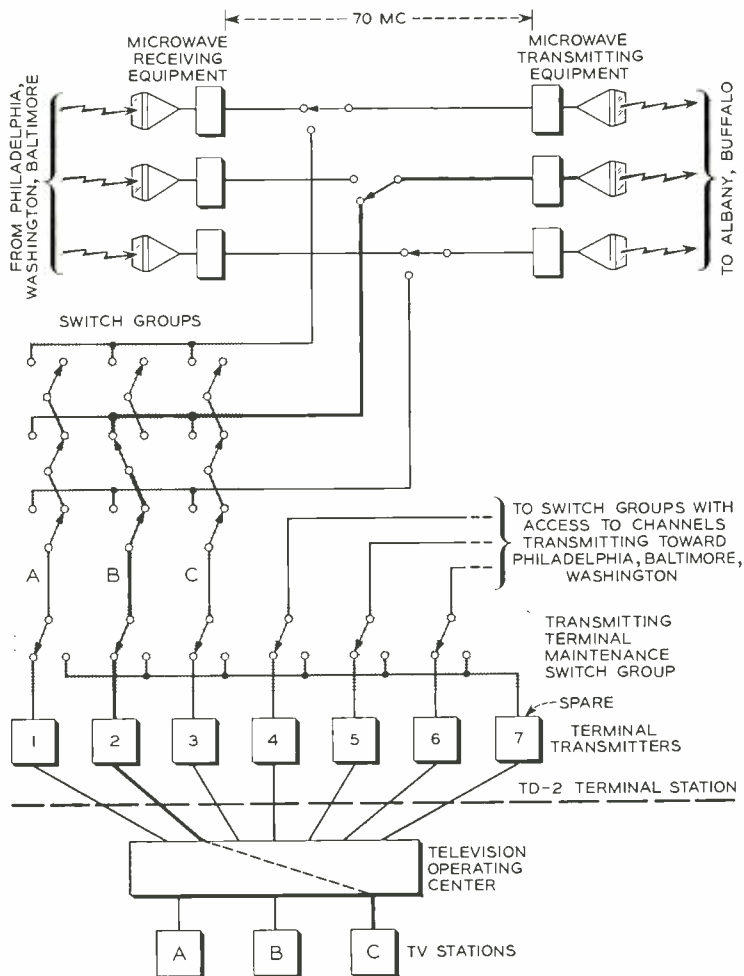 70 MC
MICROWAVE
RECEIVING
EQUIPMENT
MICROWAVE
TRANSMITTING
EQUIPMENT
FROM PHILADELPHIA,
WASHINGTON, BALTIMORE
TO ALBANY, BUFFALO
SWITCH GROUPS
TO SWITCH GROUPS WITH
ACCESS TO CHANNELS
TRANSMITTING TOWARD
PHILADELPHIA, BALTIMORE,
WASHINGTON
A B C
TRANSMITTING
TERMINAL
MAINTENANCE
SWITCH GROUP
SPARE
1 2 3 4 5 6 7
TERMINAL
TRANSMITTERS
TD-2 TERMINAL STATION
TELEVISION
OPERATING
CENTER
A B C TV STATIONS